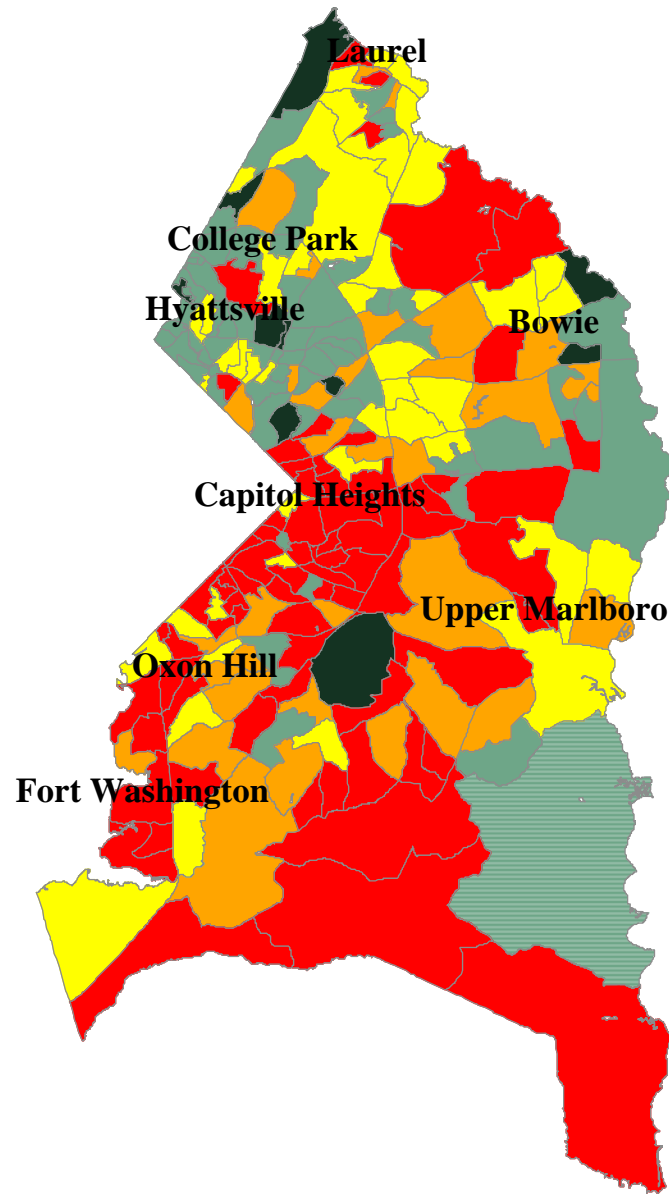 Laurel
College Park
Hyattsville
Bowie
Capitol Heights
Upper Marlboro
Oxon Hill
Fort Washington